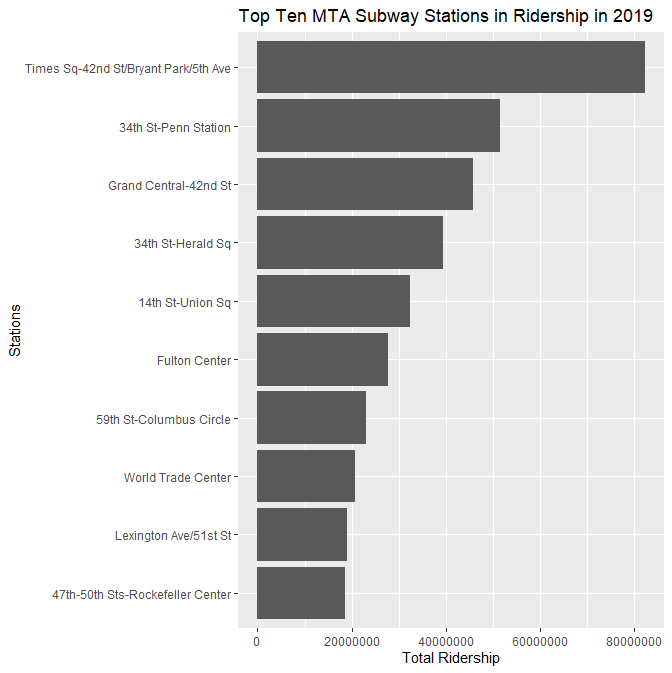 Top Ten MTA Subway Stations in Ridership in 2019
Stations
Times Sq-42nd St/Bryant Park/5th Ave
34th St-Penn Station
Grand Central-42nd St
34th St-Herald Sq
14th St-Union Sq
Fulton Center
59th St-Columbus Circle
World Trade Center
Lexington Ave/51st St
47th-50th Sts-Rockefeller Center
0 20000000 40000000 60000000 80000000
Total Ridership